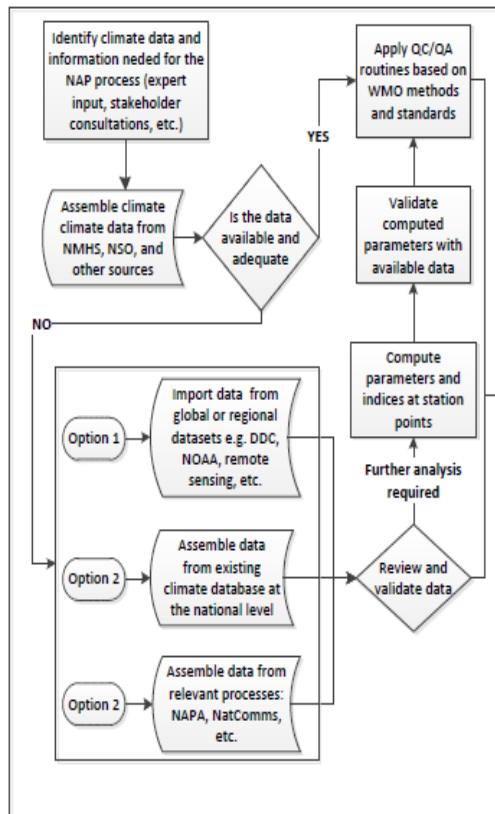 Identify climate data and
information neded for the
NAP process (expert
input, stakeholder
consultations, etc.)
Assemble climate
climate data from
NMHS, NSO, and
other sources
Is the data
available and
adequate
YES
NO
Apply QC/QA
routines based on
WMO methods
and standards
Validate
computed
parameters with
available data
Compute
parameters and
indices at station
points
Further analysis
required
Review and
validate data
Option 1
Import data from
global or regional
datasets e.g. DDC,
NOAA, remote
sensing, etc.
Option 2
Assemble data
from existing
climate database at
the national level
Option 2
Assemble data from
relevant processes:
NAPA, NatComms,
etc.